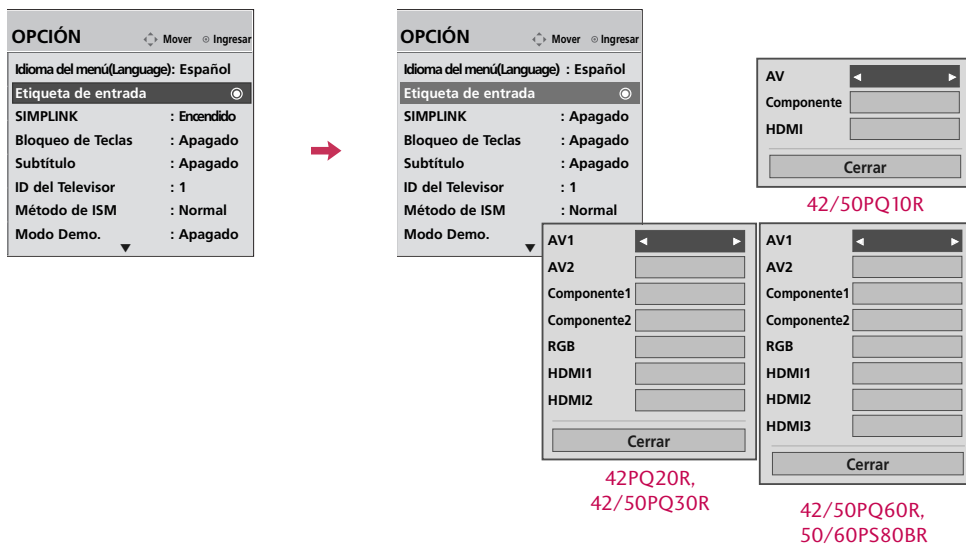 OPCIÓN Mover Ingresar
Idioma del menú(Language): Español
Etiqueta de entrada
SIMPLINK : Encendido
Bloqueo de Teclas : Apagado
Subtítulo : Apagado
ID del Televisor : 1
Método de ISM : Normal
Modo Demo. : Apagado
OPCIÓN Mover Ingresar
Idioma del menú(Language) : Español
Etiqueta de entrada
SIMPLINK : Apagado
Bloqueo de Teclas : Apagado
Subtítulo : Apagado
ID del Televisor : 1
Método de ISM : Normal
Modo Demo.
AV
Componente
HDMI
Cerrar
42/50PQ10R
AV1
AV2
Componente1
Componente2
RGB
HDMI1
HDMI2
Cerrar
42PQ20R,
42/50PQ30R
AV1
AV2
Componente1
Componente2
RGB
HDMI1
HDMI2
HDMI3
Cerrar
42/50PQ60R,
50/60PS80BR